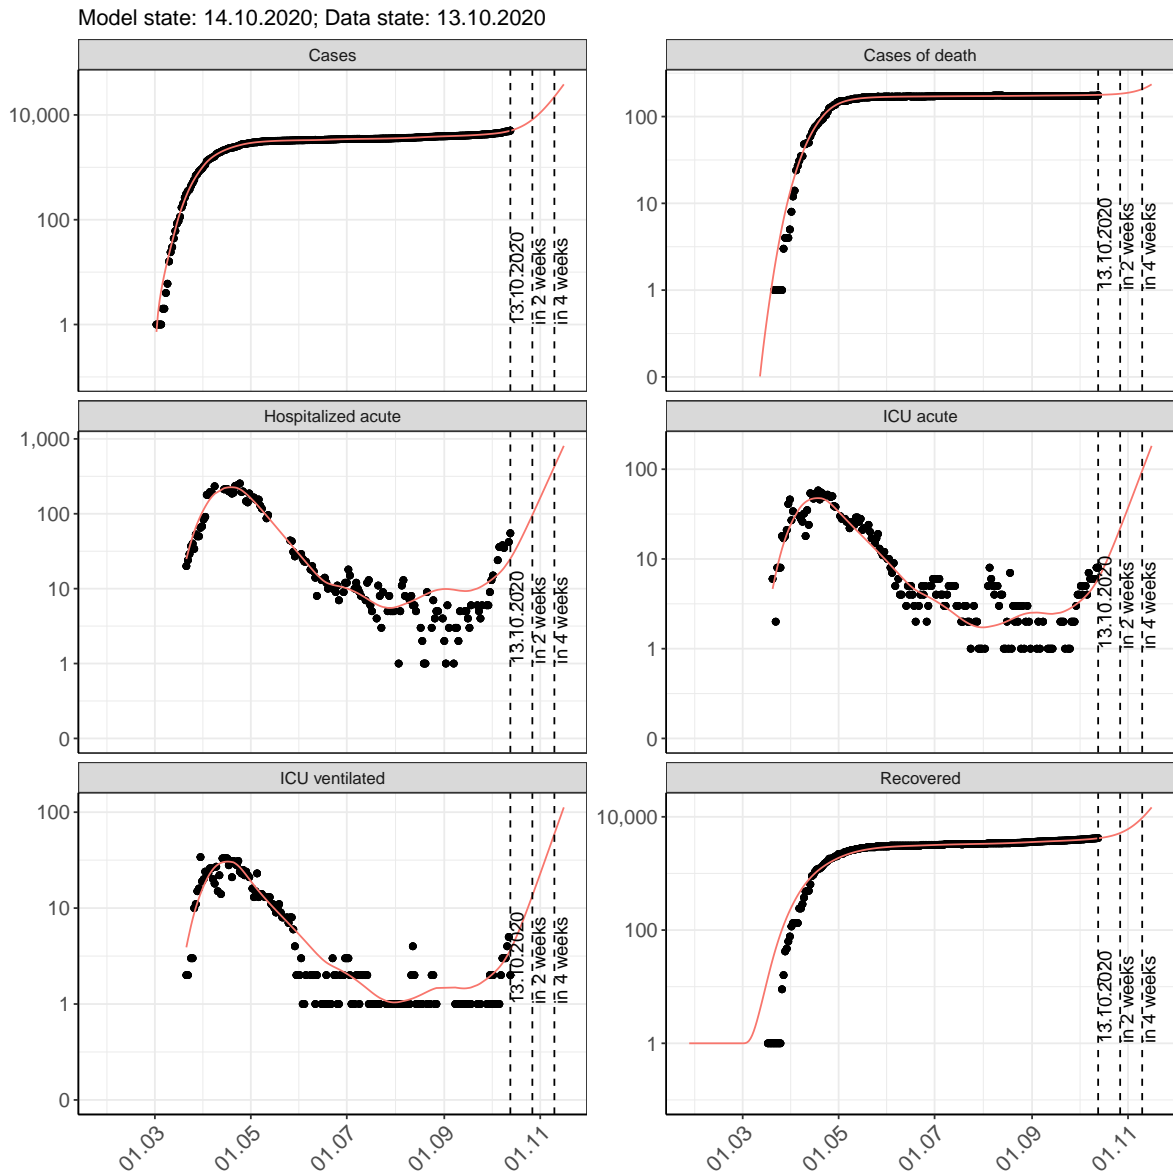 Model state: 14.10.2020; Data state: 13.10.2020
Cases
10,000
100
1
13.10.2020
in 2 weeks
in 4 weeks
Cases of death
100
10
1
0
13.10.2020
in 2 weeks
in 4 weeks
Hospitalized acute
1,000
100
10
1
0
13.10.2020
in 2 weeks
in 4 weeks
ICU acute
100
10
1
0
13.10.2020
in 2 weeks
in 4 weeks
ICU ventilated
100
10
1
0
13.10.2020
in 2 weeks
in 4 weeks
01.03
01.05
01.07
01.09
01.11
Recovered
10,000
100
1
13.10.2020
in 2 weeks
in 4 weeks
01.03
01.05
01.07
01.09
01.11